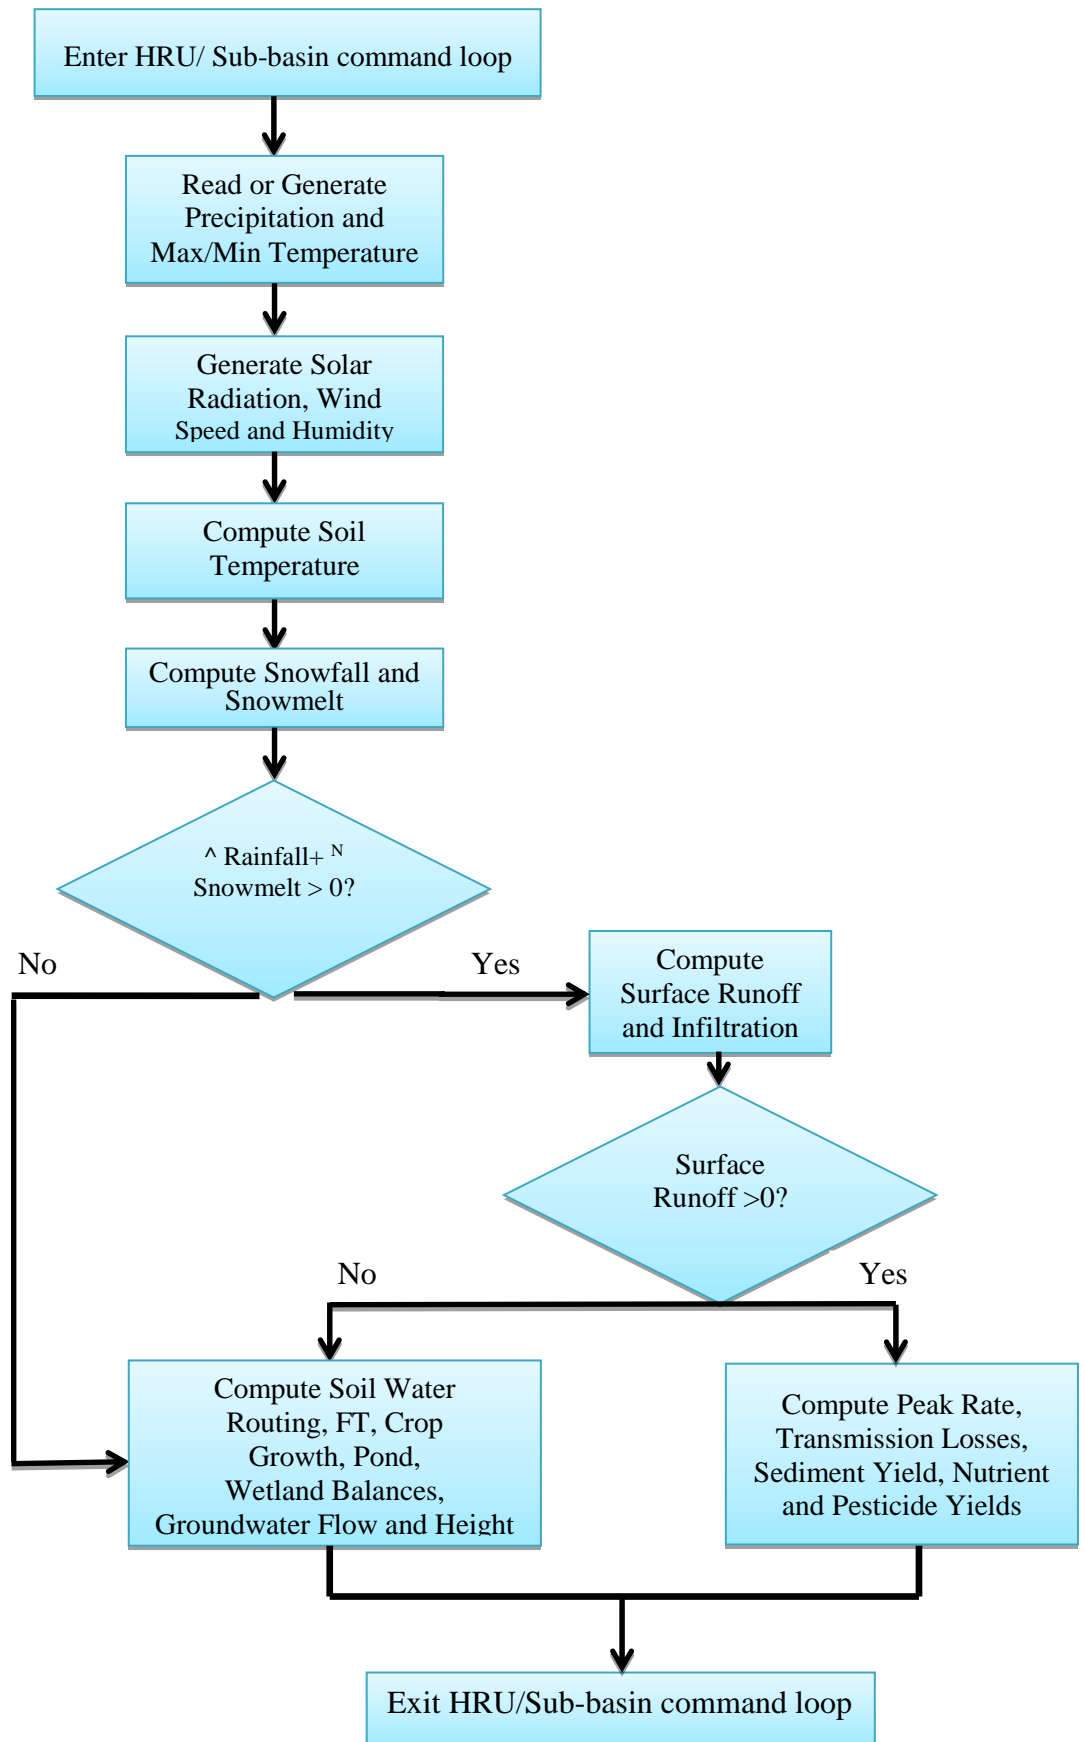 Enter HRU/ Sub-basin command loop
Read or Generate
Precipitation and
Max/Min Temperature
Generate Solar
Radiation, Wind
Speed and Humidity
Compute Soil
Temperature
Compute Snowfall and
Snowmelt
^ Rainfall+ N
Snowmelt > 0?
No
Yes
Compute
Surface Runoff
and Infiltration
Surface
Runoff >0?
No
Yes
Compute Soil Water
Routing, FT, Crop
Growth, Pond,
Wetland Balances,
Groundwater Flow and Height
Compute Peak Rate,
Transmission Losses,
Sediment Yield, Nutrient
and Pesticide Yields
Exit HRU/Sub-basin command loop